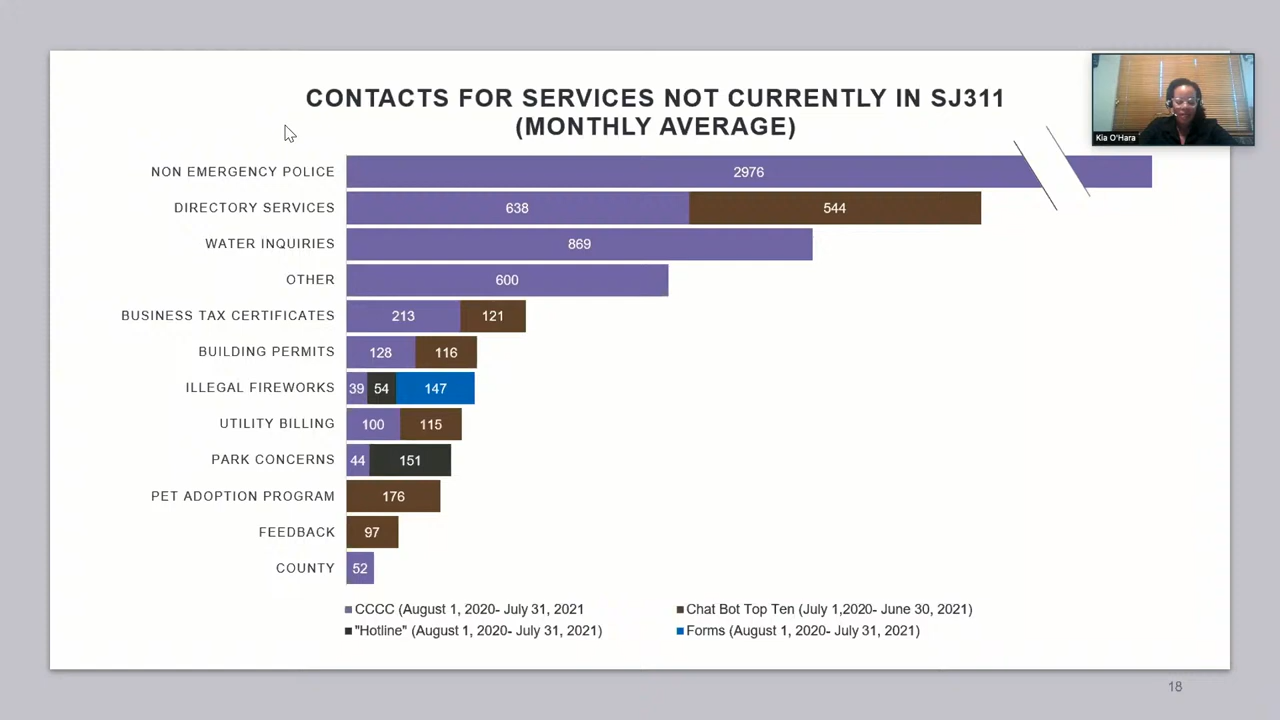 CONTACTS FOR SERVICES NOT CURRENTLY IN SJ311
(MONTHLY AVERAGE)
Kia O'Hara
NON EMERGENCY POLICE 2976
DIRECTORY SERVICES 638 544
WATER INQUIRIES 869
OTHER 600
BUSINESS TAX CERTIFICATES 213 121
BUILDING PERMITS 128 116
ILLEGAL FIREWORKS 39 54 147
UTILITY BILLING 100 115
PARK CONCERNS 44 151
PET ADOPTION PROGRAM 176
FEEDBACK 97
COUNTY 52
CCCC (August 1, 2020- July 31, 2021
Chat Bot Top Ten (July 1,2020- June 30, 2021)
"Hotline" (August 1, 2020- July 31, 2021)
Forms (August 1, 2020- July 31, 2021)
18